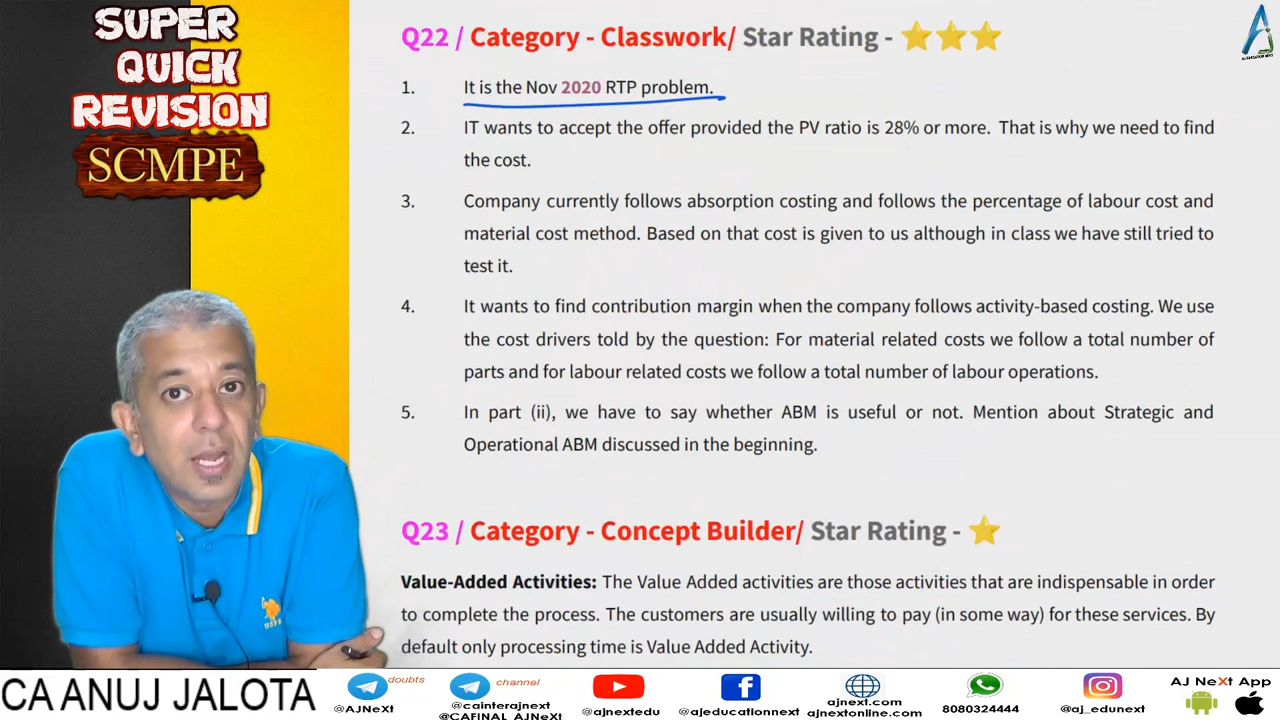 SUPER
QUICK
REVISION
SCMPE
Q22 / Category - Classwork/ Star Rating -
1. It is the Nov 2020 RTP problem.
2. IT wants to accept the offer provided the PV ratio is 28% or more. That is why we need to find
the cost.
3. Company currently follows absorption costing and follows the percentage of labour cost and
material cost method. Based on that cost is given to us although in class we have still tried to
test it.
4. It wants to find contribution margin when the company follows activity-based costing. We use
the cost drivers told by the question: For material related costs we follow a total number of
parts and for labour related costs we follow a total number of labour operations.
5. In part (ii), we have to say whether ABM is useful or not. Mention about Strategic and
Operational ABM discussed in the beginning.
Q23 / Category - Concept Builder/ Star Rating -
Value-Added Activities: The Value Added activities are those activities that are indispensable in order
to complete the process. The customers are usually willing to pay (in some way) for these services. By
default only processing time is Value Added Activity.
CA ANUJ JALOTA
doubts
@AJNeXt
channel
@cainterajnext
@CAFINAL_AJNeXt
@ajnextedu
@ajeducationnext
ajnext.com
ajnextonline.com
8080324444
@aj_edunext
AJ NeXt App